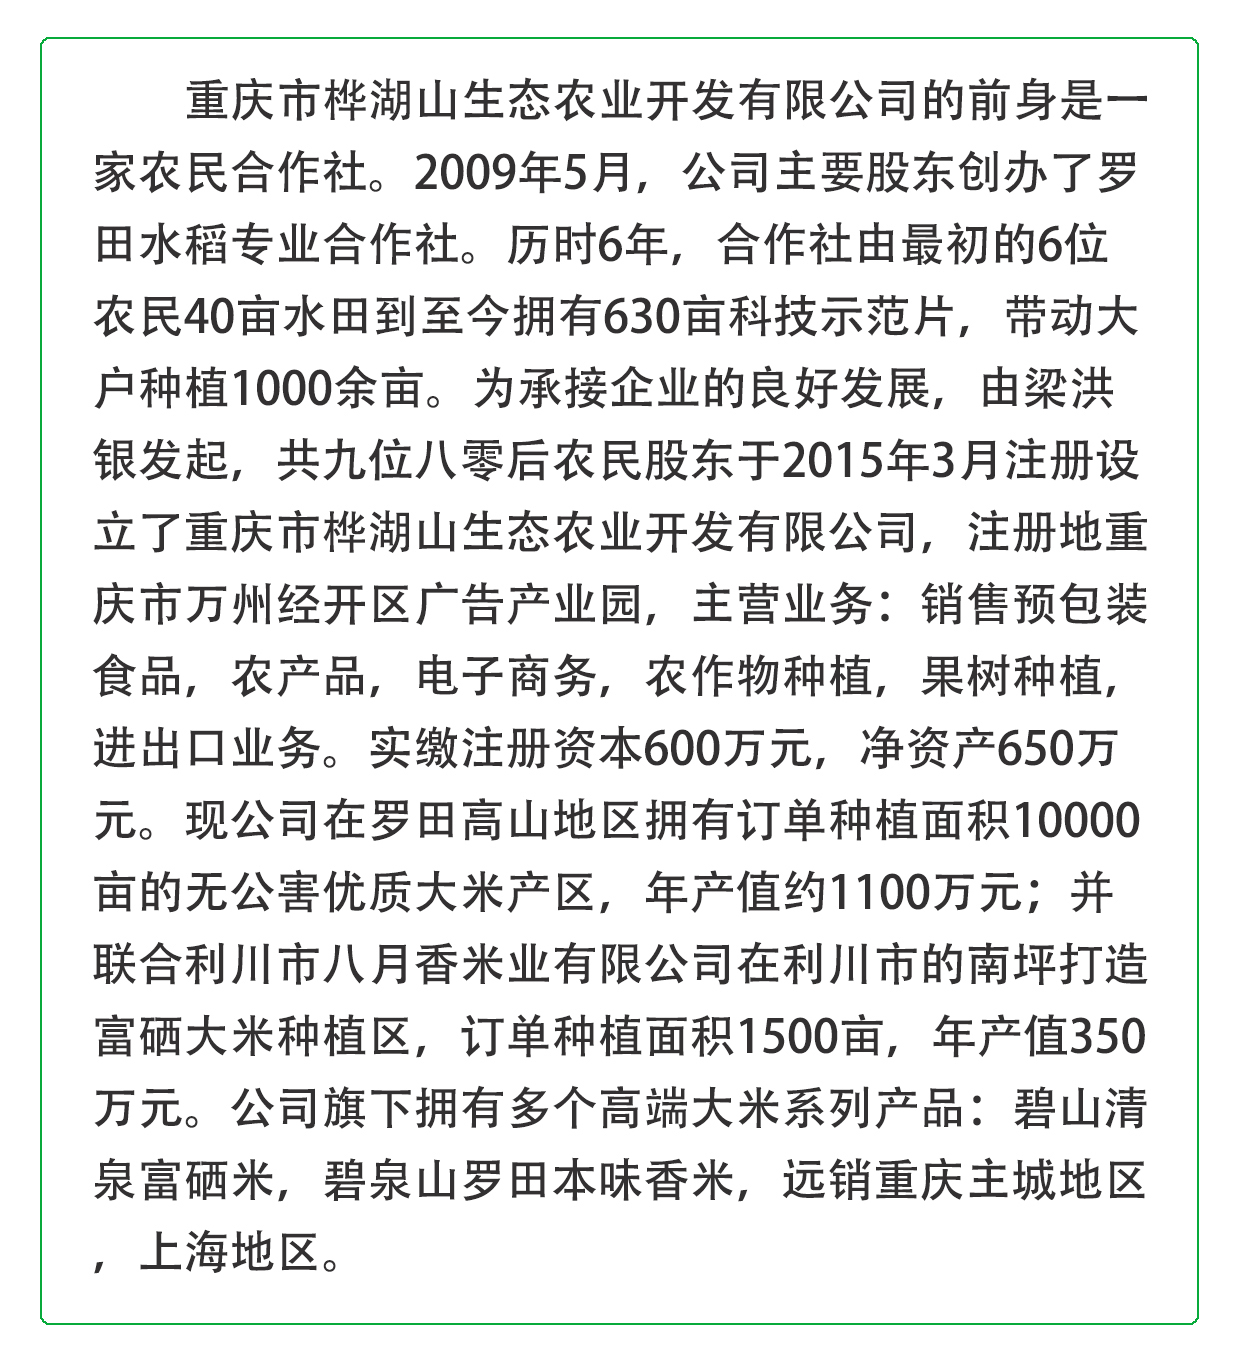 重庆市桦湖山生态农业开发有限公司的前身是一
家农民合作社。2009年5月，公司主要股东创办了罗
田水稻专业合作社。历时6年，合作社由最初的6位
农民40亩水田到至今拥有630亩科技示范片，带动大
户种植1000余亩。为承接企业的良好发展，由梁洪
银发起，共九位八零后农民股东于2015年3月注册设
立了重庆市桦湖山生态农业开发有限公司，注册地重
庆市万州经开区广告产业园，主营业务：销售预包装
食品，农产品，电子商务，农作物种植，果树种植，
进出口业务。实缴注册资本600万元，净资产650万
元。现公司在罗田高山地区拥有订单种植面积10000
亩的无公害优质大米产区，年产值约1100万元；并
联合利川市八月香米业有限公司在利川市的南坪打造
富硒大米种植区，订单种植面积1500亩，年产值350
万元。公司旗下拥有多个高端大米系列产品：碧山清
泉富硒米，碧泉山罗田本味香米，远销重庆主城地区
，上海地区。